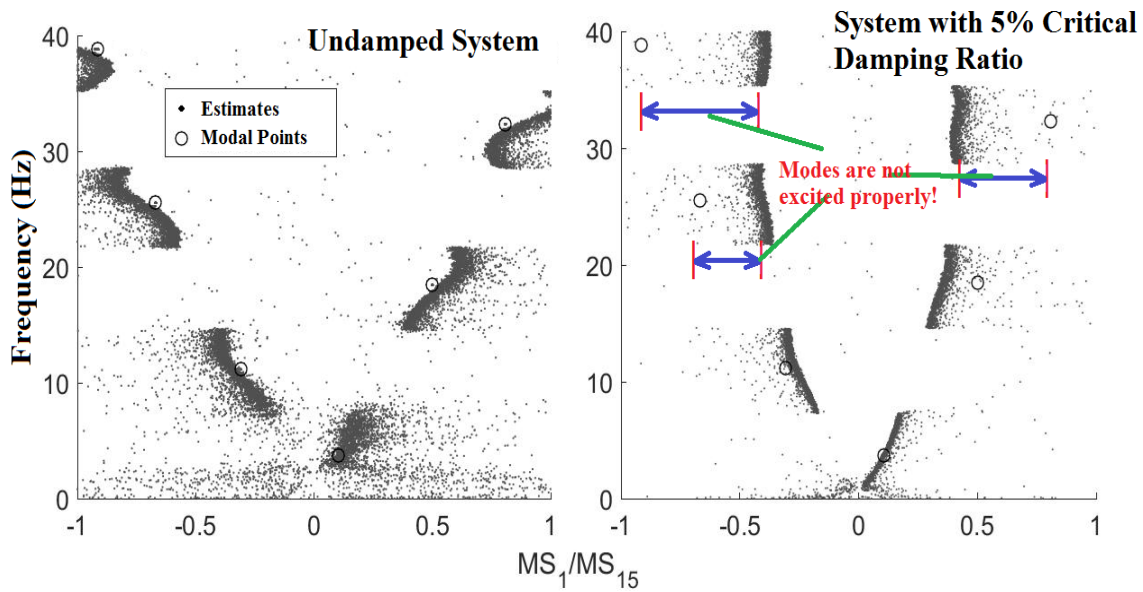 Undamped System
System with 5% Critical
Damping Ratio
Estimates
Modal Points
Modes are not
excited properly!
Frequency (Hz)
40
30
20
10
0
-1
-0.5
0
0.5
1
40
30
20
10
0
-1
-0.5
0
0.5
1
MS1/MS15